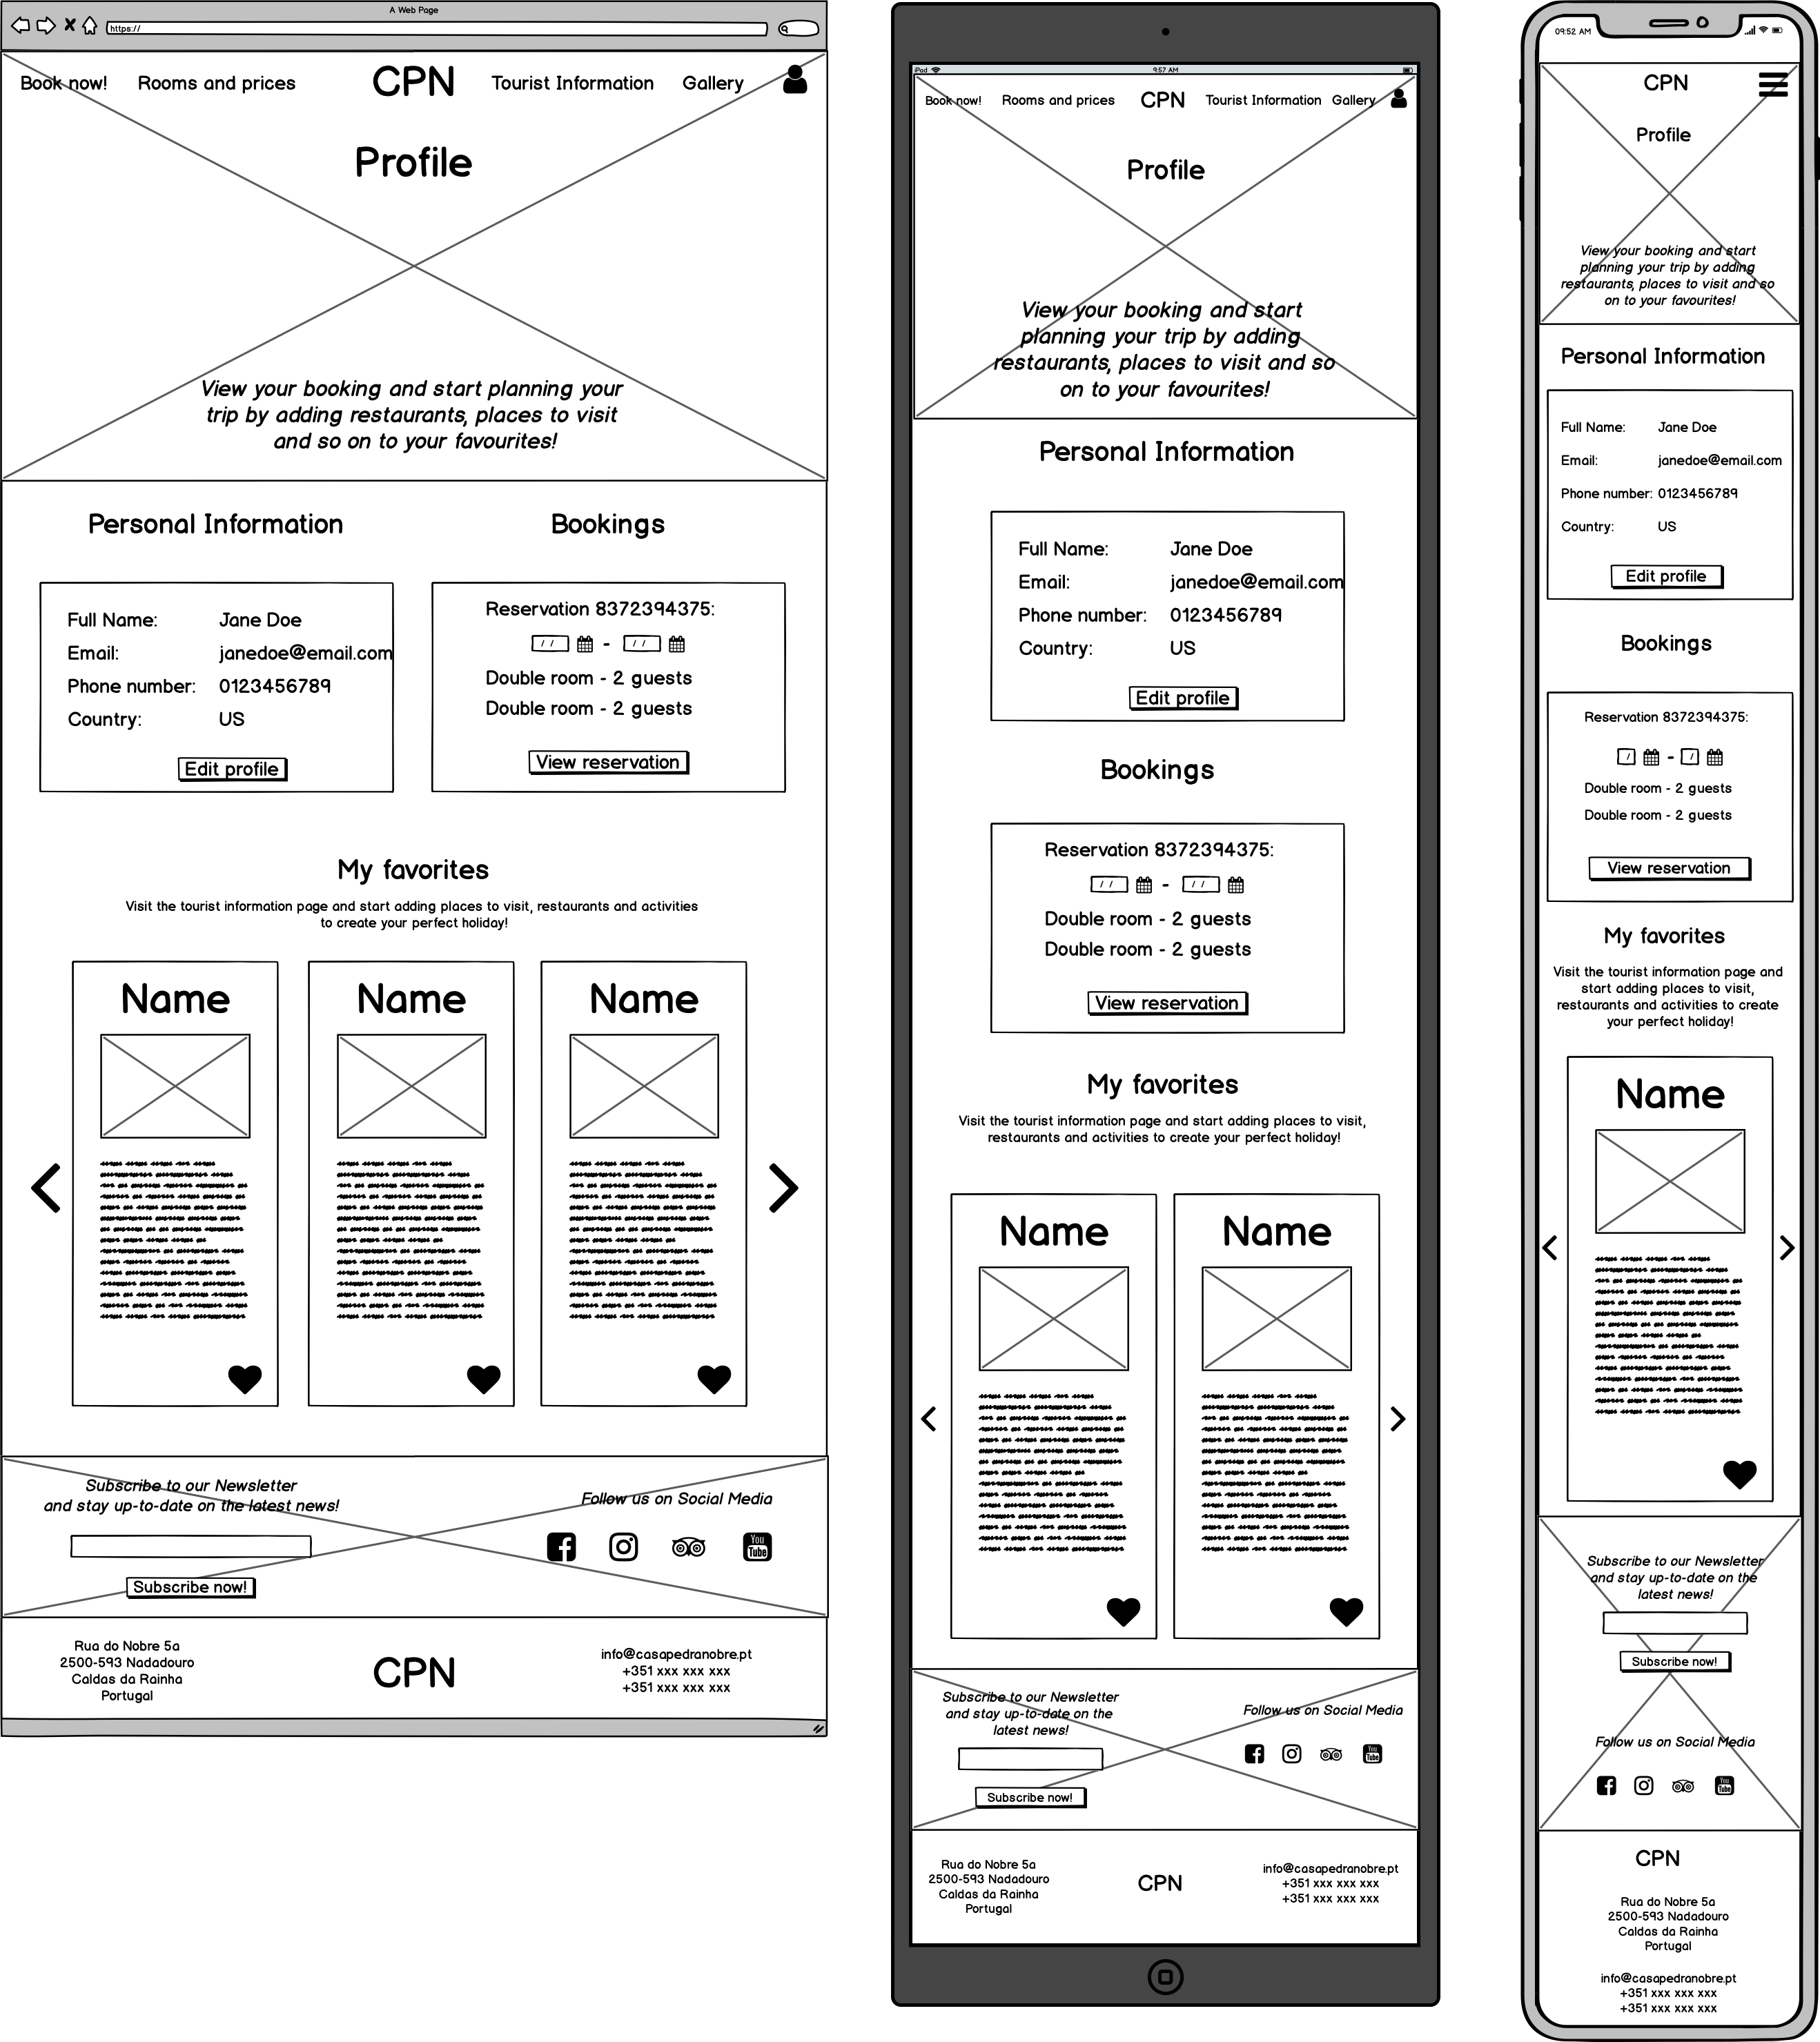 A Web Page
https://
Book now! Rooms and prices CPN Tourist Information Gallery
Profile
View your booking and start planning your
trip by adding restaurants, places to visit
and so on to your favourites!
Personal Information
Full Name: Jane Doe
Email: janedoe@email.com
Phone number: 0123456789
Country: US
Edit profile
Bookings
Reservation 8372394375:
/ / - / /
Double room - 2 guests
Double room - 2 guests
View reservation
My favorites
Visit the tourist information page and start adding places to visit, restaurants and activities
to create your perfect holiday!
Name
Name
Name
Subscribe to our Newsletter
and stay up-to-date on the latest news!
Subscribe now!
Follow us on Social Media
You
Tube
Rua do Nobre 5a
2500-593 Nadadouro
Caldas da Rainha
Portugal
CPN
info@casapedranobre.pt
+351 xxx xxx xxx
+351 xxx xxx xxx
iPad 9:57 AM
Book now! Rooms and prices CPN Tourist Information Gallery
Profile
View your booking and start
planning your trip by adding
restaurants, places to visit and so
on to your favourites!
Personal Information
Full Name: Jane Doe
Email: janedoe@email.com
Phone number: 0123456789
Country: US
Edit profile
Bookings
Reservation 8372394375:
/ / - / /
Double room - 2 guests
Double room - 2 guests
View reservation
My favorites
Visit the tourist information page and start adding places to visit,
restaurants and activities to create your perfect holiday!
Name
Name
Subscribe to our Newsletter
and stay up-to-date on the
latest news!
Subscribe now!
Follow us on Social Media
You
Tube
Rua do Nobre 5a
2500-593 Nadadouro
Caldas da Rainha
Portugal
CPN
info@casapedranobre.pt
+351 xxx xxx xxx
+351 xxx xxx xxx
09:52 AM
CPN
Profile
View your booking and start
planning your trip by adding
restaurants, places to visit and so
on to your favourites!
Personal Information
Full Name: Jane Doe
Email: janedoe@email.com
Phone number: 0123456789
Country: US
Edit profile
Bookings
Reservation 8372394375:
/ - /
Double room - 2 guests
Double room - 2 guests
View reservation
My favorites
Visit the tourist information page and
start adding places to visit,
restaurants and activities to create
your perfect holiday!
Name
Subscribe to our Newsletter
and stay up-to-date on the
latest news!
Subscribe now!
Follow us on Social Media
You
Tube
CPN
Rua do Nobre 5a
2500-593 Nadadouro
Caldas da Rainha
Portugal
info@casapedranobre.pt
+351 xxx xxx xxx
+351 xxx xxx xxx